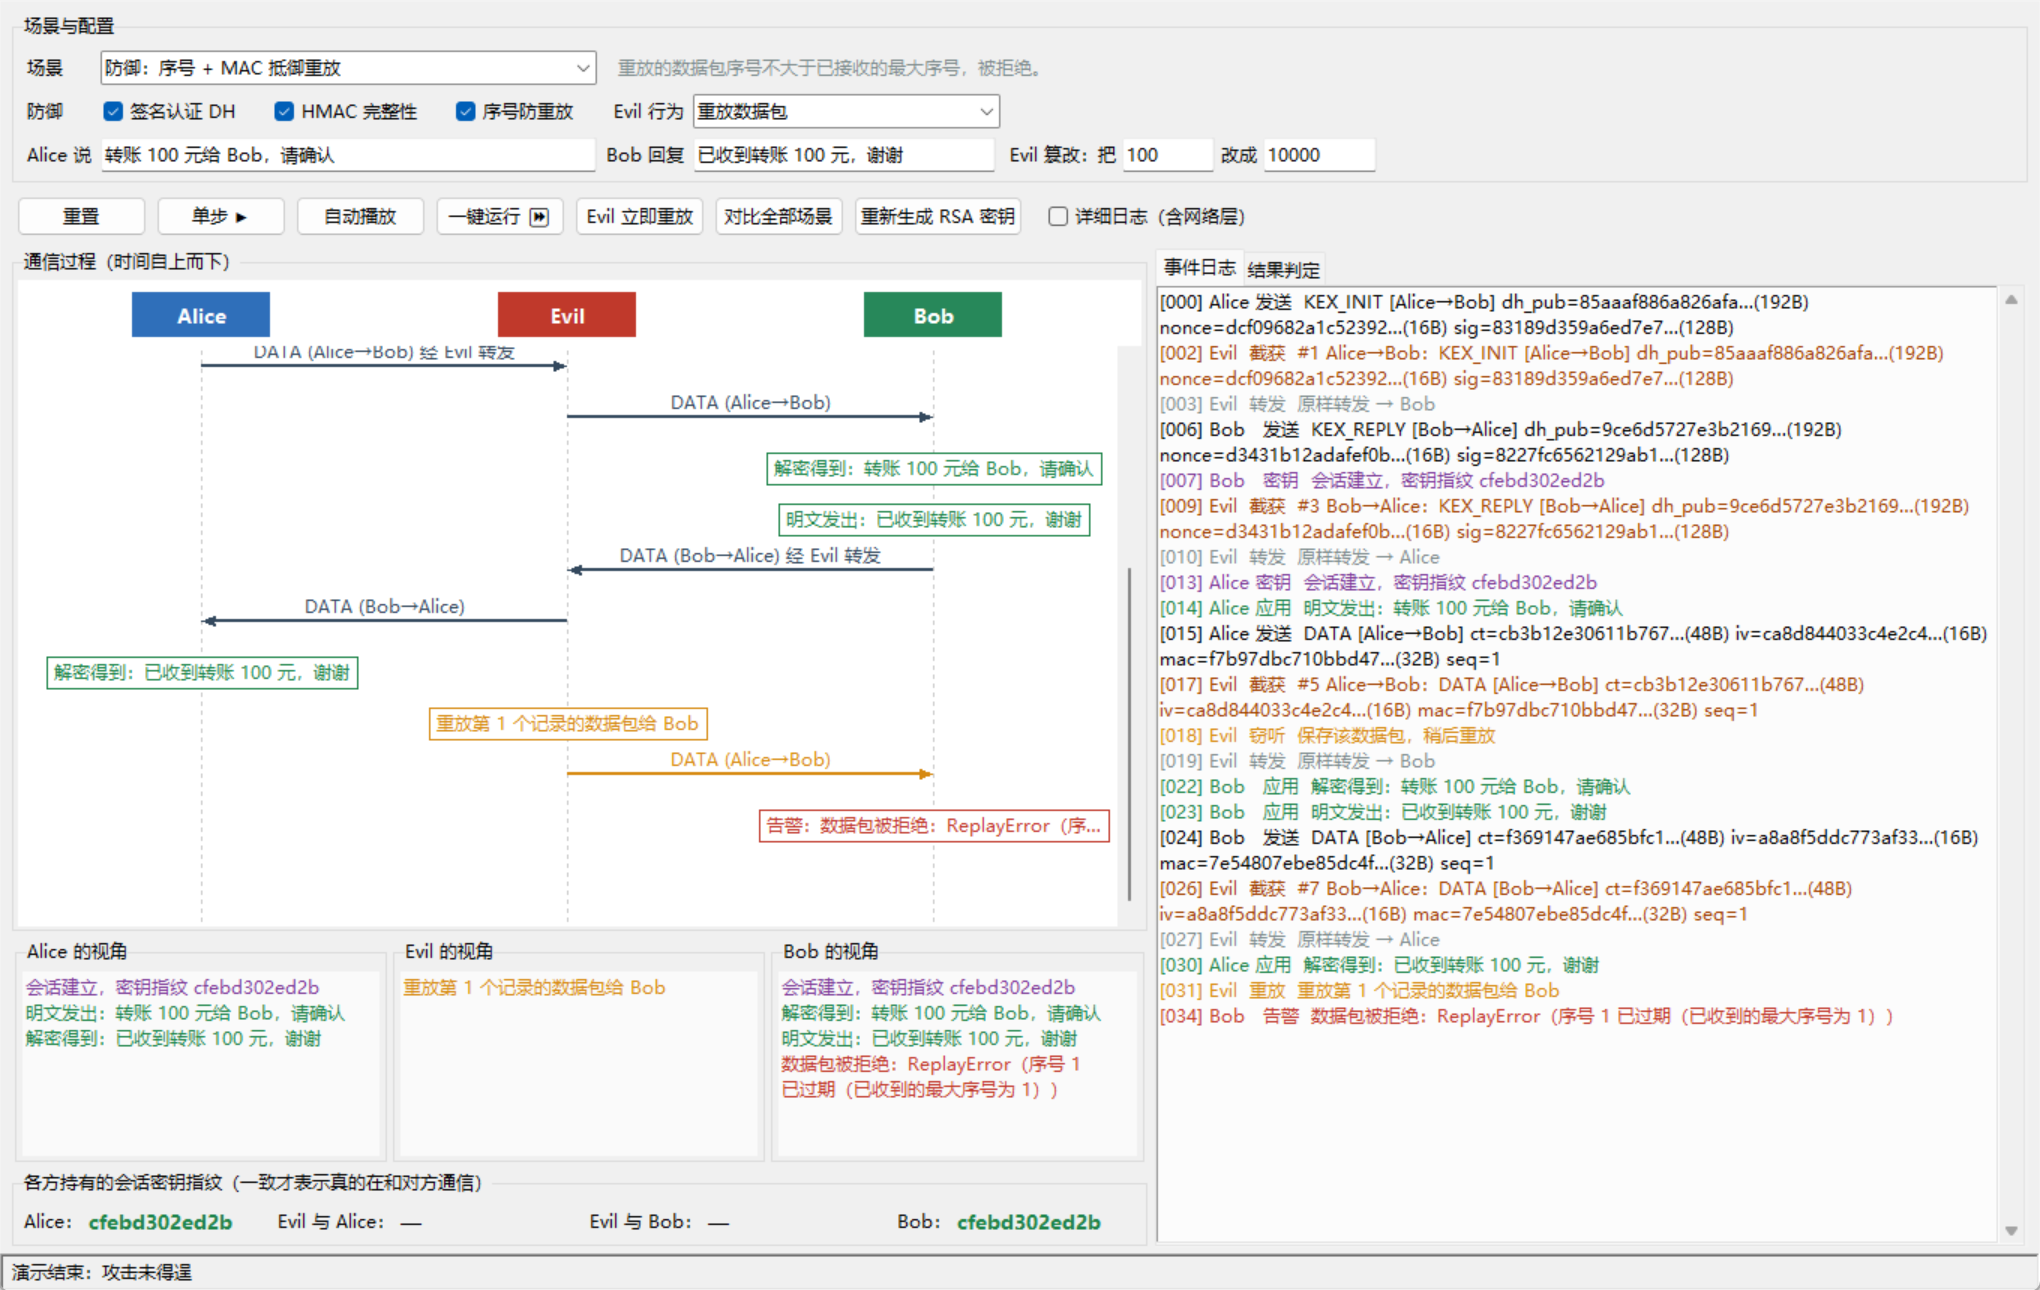 场景与配置
场景 防御：序号 + MAC 抵御重放 重放的数据包序号不大于已接收的最大序号，被拒绝。
防御 签名认证 DH HMAC 完整性 序号防重放 Evil 行为 重放数据包
Alice 说 转账 100 元给 Bob，请确认 Bob 回复 已收到转账 100 元，谢谢 Evil 篡改：把 100 改成 10000
重置 单步 ▶ 自动播放 一键运行 ⏩ Evil 立即重放 对比全部场景 重新生成 RSA 密钥 详细日志（含网络层）
通信过程（时间自上而下）
Alice Evil Bob
DATA (Alice→Bob) 经 Evil 转发
DATA (Alice→Bob)
解密得到：转账 100 元给 Bob，请确认
明文发出：已收到转账 100 元，谢谢
DATA (Bob→Alice) 经 Evil 转发
DATA (Bob→Alice)
解密得到：已收到转账 100 元，谢谢
重放第 1 个记录的数据包给 Bob
DATA (Alice→Bob)
告警：数据包被拒绝：ReplayError（序...
事件日志 结果判定
[000] Alice 发送 KEX_INIT [Alice→Bob] dh_pub=85aaaf886a826afa...(192B)
nonce=dcf09682a1c52392...(16B) sig=83189d359a6ed7e7...(128B)
[002] Evil 截获 #1 Alice→Bob：KEX_INIT [Alice→Bob] dh_pub=85aaaf886a826afa...(192B)
nonce=dcf09682a1c52392...(16B) sig=83189d359a6ed7e7...(128B)
[003] Evil 转发 原样转发 → Bob
[006] Bob 发送 KEX_REPLY [Bob→Alice] dh_pub=9ce6d5727e3b2169...(192B)
nonce=d3431b12adafef0b...(16B) sig=8227fc6562129ab1...(128B)
[007] Bob 密钥 会话建立，密钥指纹 cfebd302ed2b
[009] Evil 截获 #3 Bob→Alice：KEX_REPLY [Bob→Alice] dh_pub=9ce6d5727e3b2169...(192B)
nonce=d3431b12adafef0b...(16B) sig=8227fc6562129ab1...(128B)
[010] Evil 转发 原样转发 → Alice
[013] Alice 密钥 会话建立，密钥指纹 cfebd302ed2b
[014] Alice 应用 明文发出：转账 100 元给 Bob，请确认
[015] Alice 发送 DATA [Alice→Bob] ct=cb3b12e30611b767...(48B) iv=ca8d844033c4e2c4...(16B)
mac=f7b97dbc710bbd47...(32B) seq=1
[017] Evil 截获 #5 Alice→Bob：DATA [Alice→Bob] ct=cb3b12e30611b767...(48B)
iv=ca8d844033c4e2c4...(16B) mac=f7b97dbc710bbd47...(32B) seq=1
[018] Evil 窃听 保存该数据包，稍后重放
[019] Evil 转发 原样转发 → Bob
[022] Bob 应用 解密得到：转账 100 元给 Bob，请确认
[023] Bob 应用 明文发出：已收到转账 100 元，谢谢
[024] Bob 发送 DATA [Bob→Alice] ct=f369147ae685bfc1...(48B) iv=a8a8f5ddc773af33...(16B)
mac=7e54807ebe85dc4f...(32B) seq=1
[026] Evil 截获 #7 Bob→Alice：DATA [Bob→Alice] ct=f369147ae685bfc1...(48B)
iv=a8a8f5ddc773af33...(16B) mac=7e54807ebe85dc4f...(32B) seq=1
[027] Evil 转发 原样转发 → Alice
[030] Alice 应用 解密得到：已收到转账 100 元，谢谢
[031] Evil 重放 重放第 1 个记录的数据包给 Bob
[034] Bob 告警 数据包被拒绝：ReplayError（序号 1 已过期（已收到的最大序号为 1））
Alice 的视角
会话建立，密钥指纹 cfebd302ed2b
明文发出：转账 100 元给 Bob，请确认
解密得到：已收到转账 100 元，谢谢
Evil 的视角
重放第 1 个记录的数据包给 Bob
Bob 的视角
会话建立，密钥指纹 cfebd302ed2b
解密得到：转账 100 元给 Bob，请确认
明文发出：已收到转账 100 元，谢谢
数据包被拒绝：ReplayError（序号 1
已过期（已收到的最大序号为 1））
各方持有的会话密钥指纹（一致才表示真的在和对方通信）
Alice： cfebd302ed2b Evil 与 Alice： — Evil 与 Bob： — Bob： cfebd302ed2b
演示结束：攻击未得逞